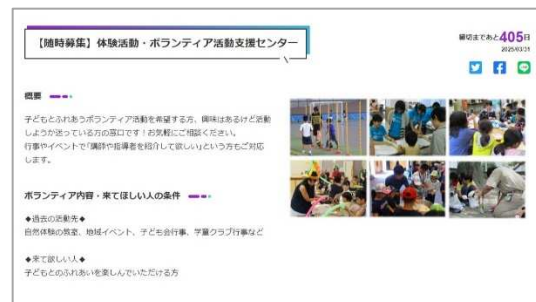 【随時募集】体験活動・ボランティア活動支援センター
締切まであと405日
2025/03/31
概要
子どもとふれあうボランティア活動を希望する方、興味はあるけど活動
しようか迷っている方の窓口です！お気軽にご相談ください。
行事やイベントで「講師や指導者を紹介して欲しい」という方もご対応
します。
ボランティア内容・来てほしい人の条件
◆過去の活動先◆
自然体験の教室、地域イベント、子ども会行事、学童クラブ行事など
◆来て欲しい人◆
子どもとのふれあいを楽しんでいただける方